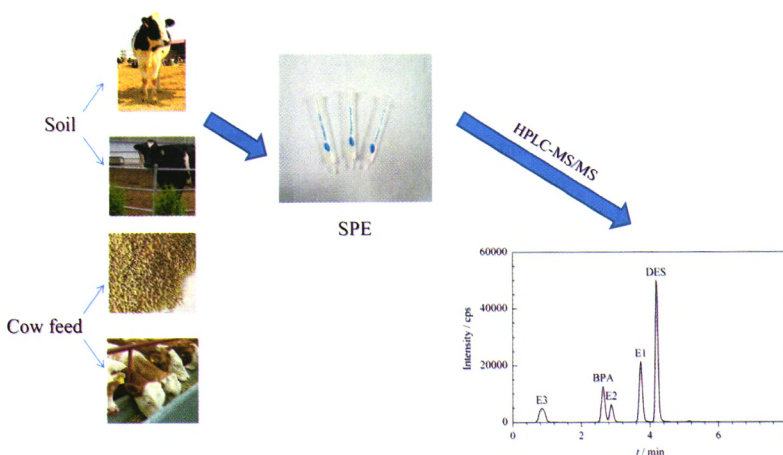 Soil
Cow feed
SPE
HPLC-MS/MS
60000
40000
20000
0
Intensity / cps
E3
BPA
E2
E1
DES
0
2
4
6
t / min